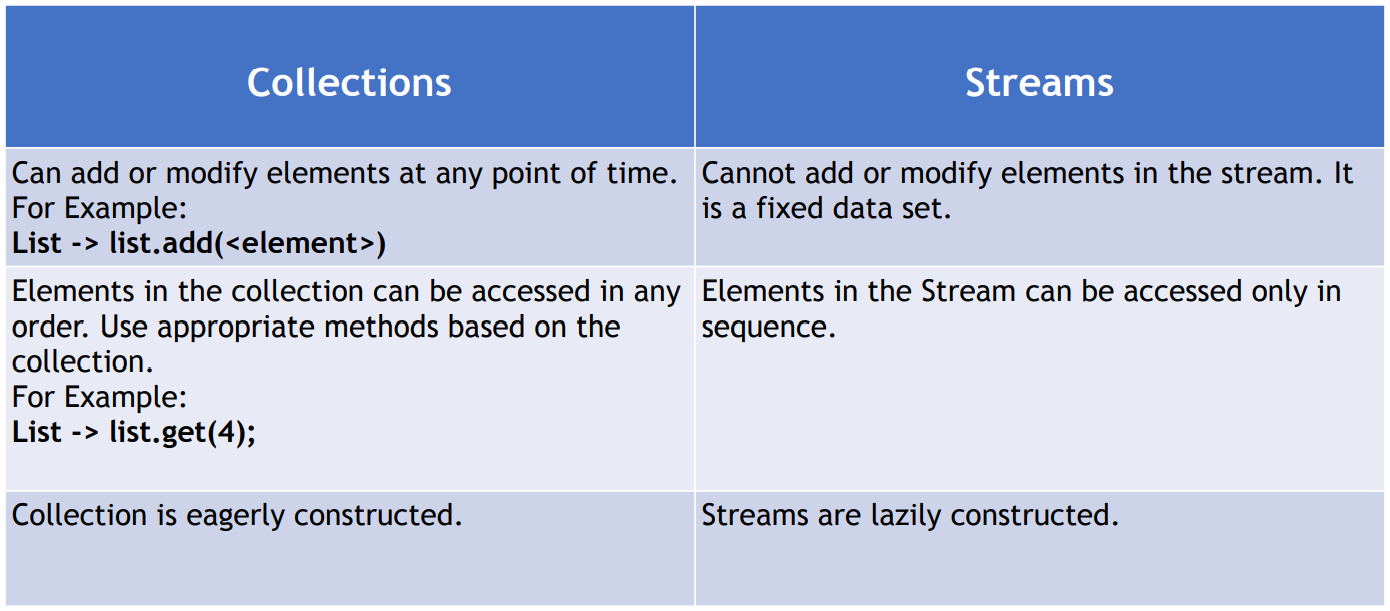 Collections
Streams
Can add or modify elements at any point of time.
For Example:
List -> list.add(<element>)
Cannot add or modify elements in the stream. It
is a fixed data set.
Elements in the collection can be accessed in any
order. Use appropriate methods based on the
collection.
For Example:
List -> list.get(4);
Elements in the Stream can be accessed only in
sequence.
Collection is eagerly constructed.
Streams are lazily constructed.